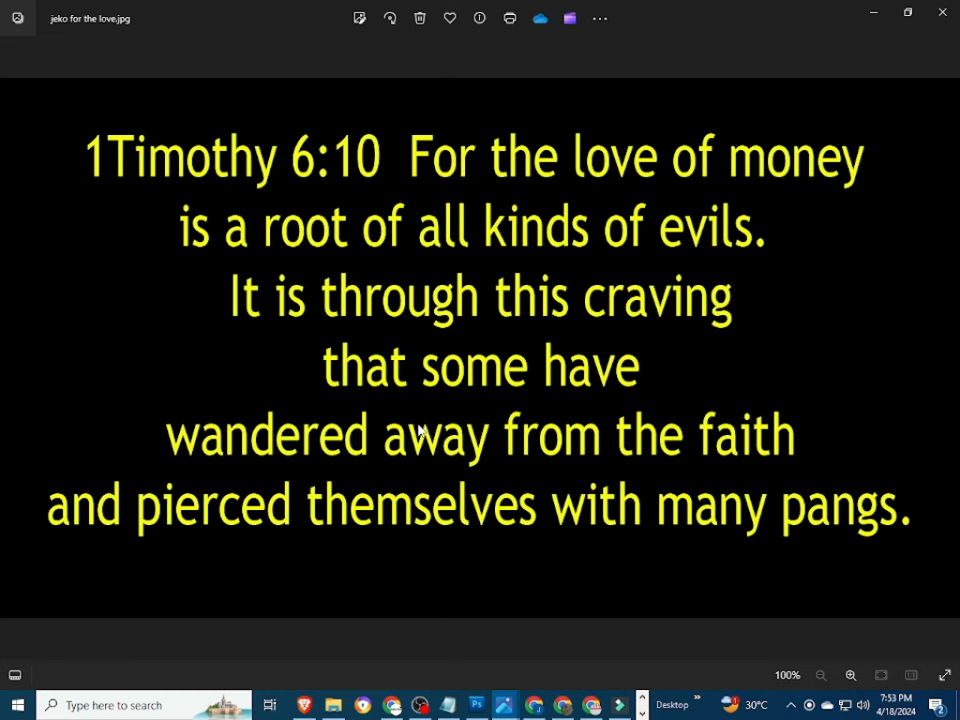 jeko for the love.jpg
1Timothy 6:10  For the love of money
is a root of all kinds of evils.
It is through this craving
that some have
wandered away from the faith
and pierced themselves with many pangs.
100%
Type here to search
Desktop
30°C
7:53 PM
4/18/2024
2